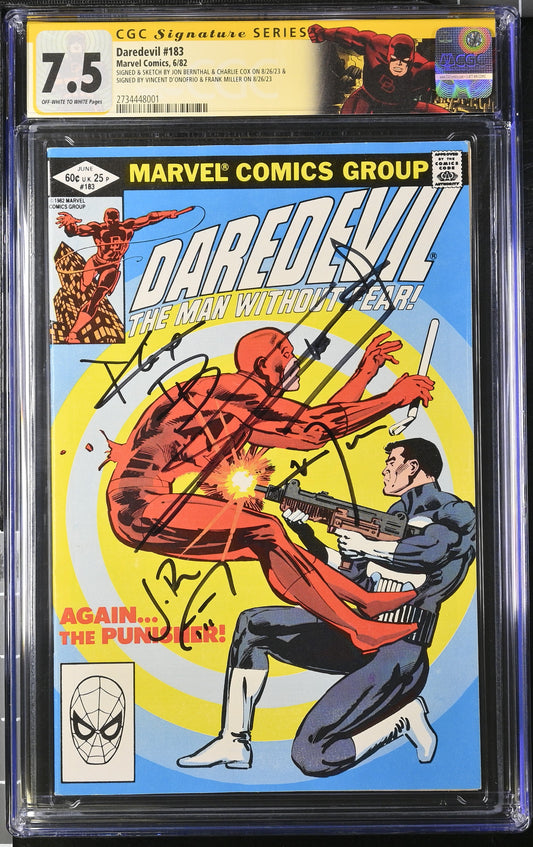 CGC Signature SERIES
7.5
OFF-WHITE TO WHITE Pages
Daredevil #183
Marvel Comics, 6/82
SIGNED & SKETCH BY JON BERNTHAL & CHARLIE COX ON 8/26/23 &
SIGNED BY VINCENT D'ONOFRIO & FRANK MILLER ON 8/26/23
2734448001
CGC
JUNE
60¢ U.K. 25 P
#183
©1982 MARVEL
COMICS GROUP
MARVEL® COMICS GROUP
APPROVED
BY THE
COMICS
CODE
AUTHORITY
DAREDEVIL®
THE MAN WITHOUT FEAR!
AGAIN...
THE PUNISHER!